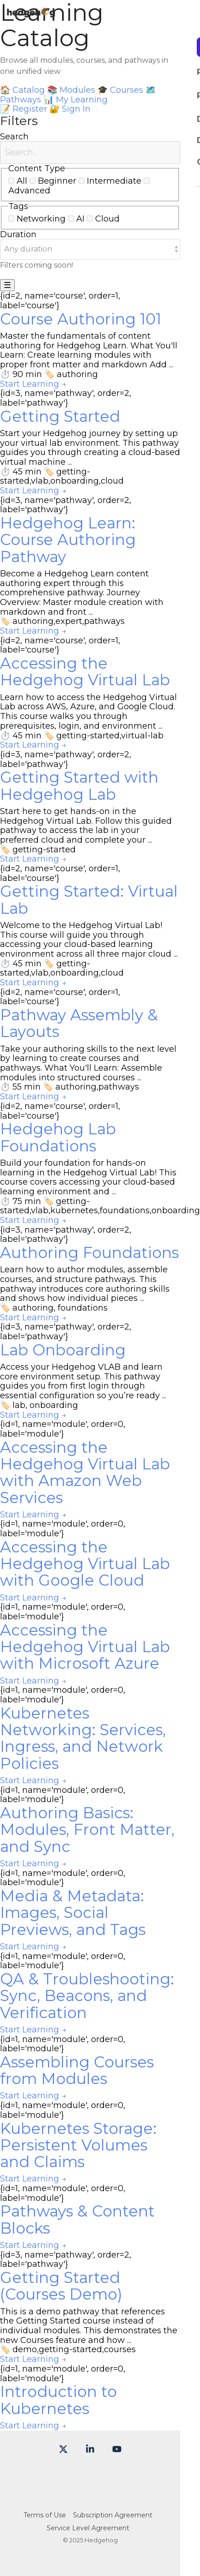 Learning
Catalog
hedgehog
Browse all modules, courses, and pathways in
one unified view
Catalog Modules Courses
Pathways My Learning
Register Sign In
Filters
Search
Search...
Content Type
All Beginner Intermediate
Advanced
Tags
Networking AI Cloud
Duration
Any duration
Filters coming soon!
☰
{id=2, name='course', order=1,
label='course'}
Course Authoring 101
Master the fundamentals of content
authoring for Hedgehog Learn. What You'll
Learn: Create learning modules with
proper front matter and markdown Add ...
90 min authoring
Start Learning →
{id=3, name='pathway', order=2,
label='pathway'}
Getting Started
Start your Hedgehog journey by setting up
your virtual lab environment. This pathway
guides you through creating a cloud-based
virtual machine ...
45 min getting-
started,vlab,onboarding,cloud
Start Learning →
{id=3, name='pathway', order=2,
label='pathway'}
Hedgehog Learn:
Course Authoring
Pathway
Become a Hedgehog Learn content
authoring expert through this
comprehensive pathway. Journey
Overview: Master module creation with
markdown and front ...
authoring,expert,pathways
Start Learning →
{id=2, name='course', order=1,
label='course'}
Accessing the
Hedgehog Virtual Lab
Learn how to access the Hedgehog Virtual
Lab across AWS, Azure, and Google Cloud.
This course walks you through
prerequisites, login, and environment ...
45 min getting-started,virtual-lab
Start Learning →
{id=3, name='pathway', order=2,
label='pathway'}
Getting Started with
Hedgehog Lab
Start here to get hands-on in the
Hedgehog Virtual Lab. Follow this guided
pathway to access the lab in your
preferred cloud and complete your ...
getting-started
Start Learning →
{id=2, name='course', order=1,
label='course'}
Getting Started: Virtual
Lab
Welcome to the Hedgehog Virtual Lab!
This course will guide you through
accessing your cloud based learning
environment across all three major cloud ...
45 min getting-
started,vlab,onboarding,cloud
Start Learning →
{id=2, name='course', order=1,
label='course'}
Pathway Assembly &
Layouts
Take your authoring skills to the next level
by learning to create courses and
pathways. What You'll Learn: Assemble
modules into structured courses ...
55 min authoring,pathways
Start Learning →
{id=2, name='course', order=1,
label='course'}
Hedgehog Lab
Foundations
Build your foundation for hands-on
learning in the Hedgehog Virtual Lab! This
course covers accessing your cloud based
learning environment and ...
75 min getting-
started,vlab,kubernetes,foundations,onboarding
Start Learning →
{id=3, name='pathway', order=2,
label='pathway'}
Authoring Foundations
Learn how to author modules, assemble
courses, and structure pathways. This
pathway introduces core authoring skills
and shows how individual pieces ...
authoring, foundations
Start Learning →
{id=3, name='pathway', order=2,
label='pathway'}
Lab Onboarding
Access your Hedgehog VLAB and learn
core environment setup. This pathway
guides you from first login through
essential configuration so you're ready ...
lab, onboarding
Start Learning →
{id=1, name='module', order=0,
label='module'}
Accessing the
Hedgehog Virtual Lab
with Amazon Web
Services
Start Learning →
{id=1, name='module', order=0,
label='module'}
Accessing the
Hedgehog Virtual Lab
with Google Cloud
Start Learning →
{id=1, name='module', order=0,
label='module'}
Accessing the
Hedgehog Virtual Lab
with Microsoft Azure
Start Learning →
{id=1, name='module', order=0,
label='module'}
Kubernetes
Networking: Services,
Ingress, and Network
Policies
Start Learning →
{id=1, name='module', order=0,
label='module'}
Authoring Basics:
Modules, Front Matter,
and Sync
Start Learning →
{id=1, name='module', order=0,
label='module'}
Media & Metadata:
Images, Social
Previews, and Tags
Start Learning →
{id=1, name='module', order=0,
label='module'}
QA & Troubleshooting:
Sync, Beacons, and
Verification
Start Learning →
{id=1, name='module', order=0,
label='module'}
Assembling Courses
from Modules
Start Learning →
{id=1, name='module', order=0,
label='module'}
Kubernetes Storage:
Persistent Volumes
and Claims
Start Learning →
{id=1, name='module', order=0,
label='module'}
Pathways & Content
Blocks
Start Learning →
{id=3, name='pathway', order=2,
label='pathway'}
Getting Started
(Courses Demo)
This is a demo pathway that references
the Getting Started course instead of
individual modules. This demonstrates the
new Courses feature and how ...
demo,getting-started,courses
Start Learning →
{id=1, name='module', order=0,
label='module'}
Introduction to
Kubernetes
Start Learning →
Terms of Use Subscription Agreement
Service Level Agreement
© 2025 Hedgehog